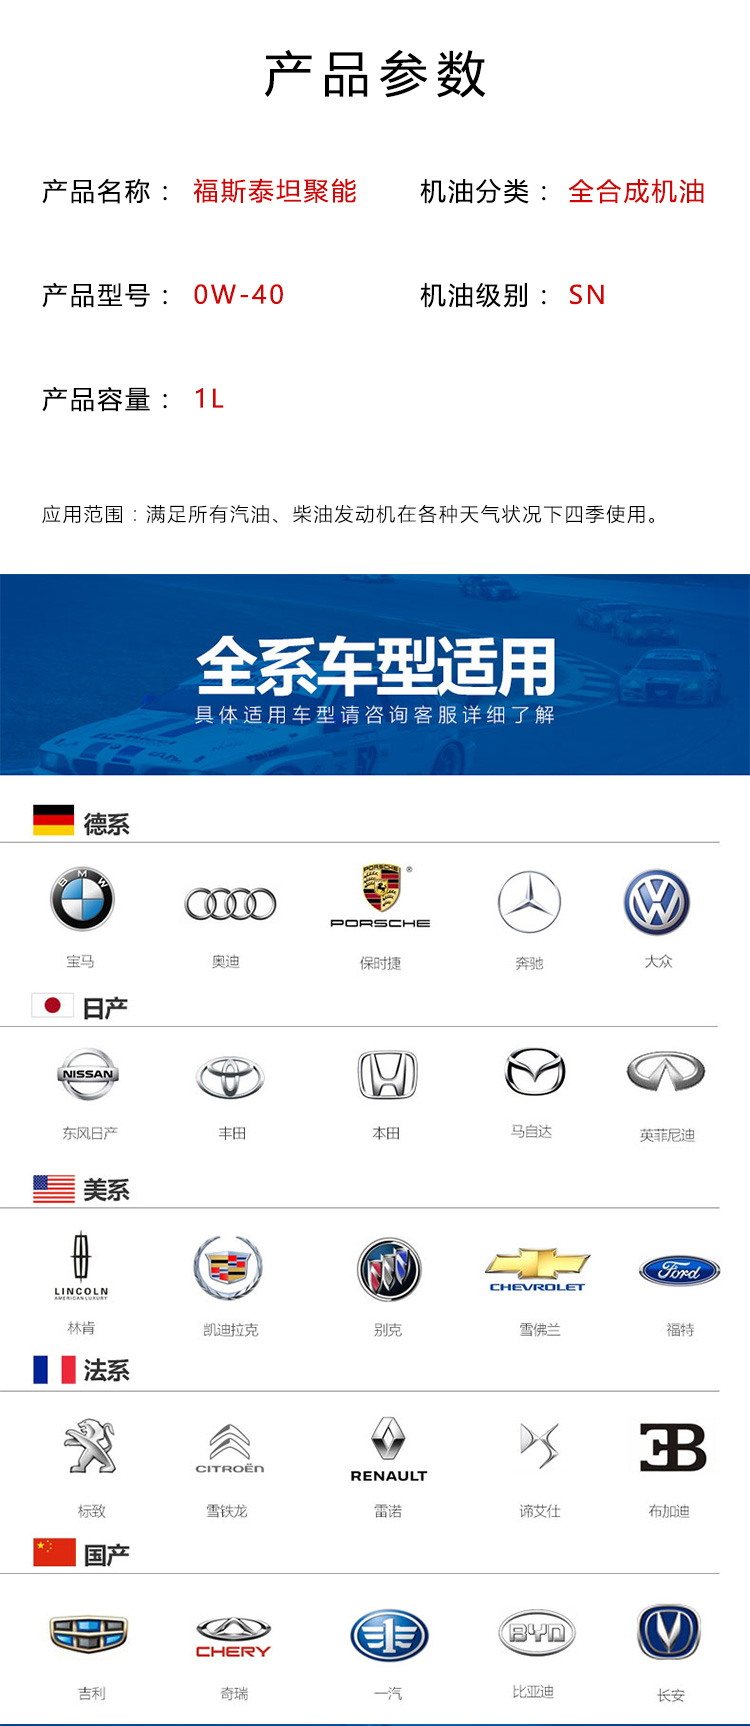 产品参数
产品名称： 福斯泰坦聚能 机油分类： 全合成机油
产品型号： 0W-40 机油级别： SN
产品容量： 1L
应用范围：满足所有汽油、柴油发动机在各种天气状况下四季使用。
全系车型适用
具体适用车型请咨询客服详细了解
德系
BMW
PORSCHE ®
PORSCHE
宝马 奥迪 保时捷 奔驰 大众
日产
NISSAN
东风日产 丰田 本田 马自达 英菲尼迪
美系
LINCOLN
AMERICAN LUXURY
CHEVROLET
Ford
林肯 凯迪拉克 别克 雪佛兰 福特
法系
CITROËN
RENAULT
DS
EB
标致 雪铁龙 雷诺 谛艾仕 布加迪
国产
CHERY
BYD
吉利 奇瑞 一汽 比亚迪 长安